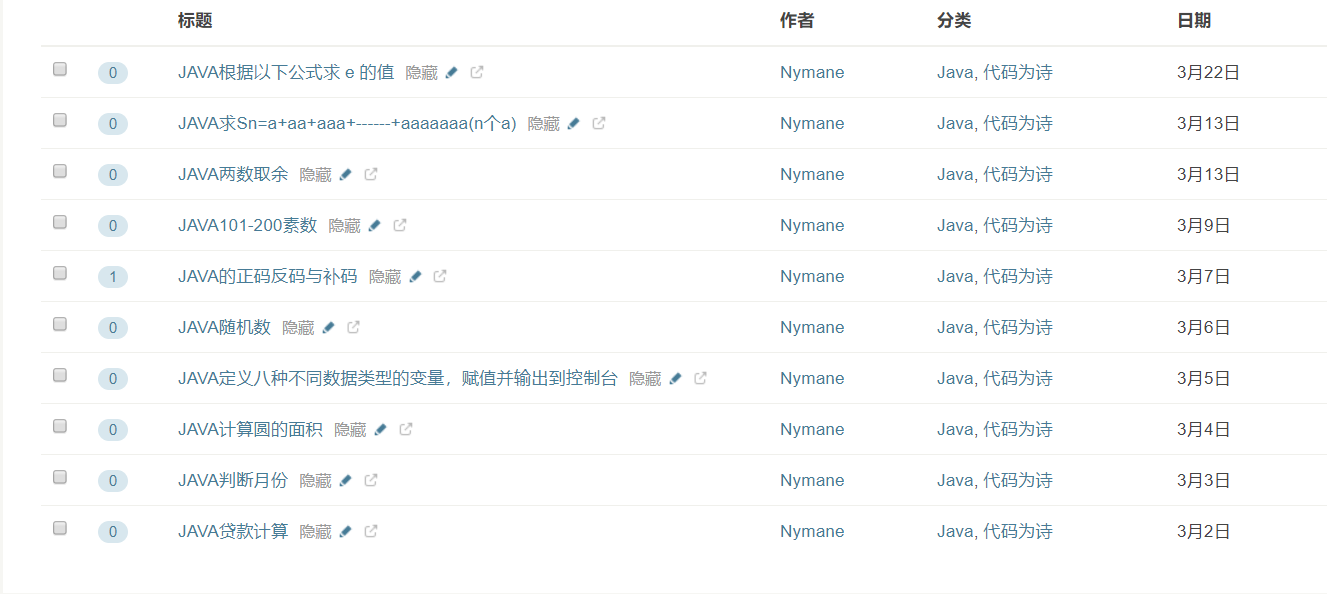 标题 作者 分类 日期
0 JAVA根据以下公式求 e 的值 隐藏 Nymane Java, 代码为诗 3月22日
0 JAVA求Sn=a+aa+aaa+------+aaaaaaa(n个a) 隐藏 Nymane Java, 代码为诗 3月13日
0 JAVA两数取余 隐藏 Nymane Java, 代码为诗 3月13日
0 JAVA101-200素数 隐藏 Nymane Java, 代码为诗 3月9日
1 JAVA的正码反码与补码 隐藏 Nymane Java, 代码为诗 3月7日
0 JAVA随机数 隐藏 Nymane Java, 代码为诗 3月6日
0 JAVA定义八种不同数据类型的变量，赋值并输出到控制台 隐藏 Nymane Java, 代码为诗 3月5日
0 JAVA计算圆的面积 隐藏 Nymane Java, 代码为诗 3月4日
0 JAVA判断月份 隐藏 Nymane Java, 代码为诗 3月3日
0 JAVA贷款计算 隐藏 Nymane Java, 代码为诗 3月2日